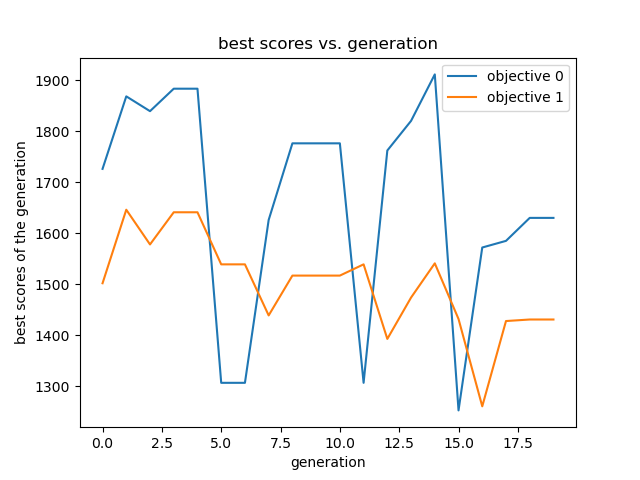 best scores vs. generation
objective 0
objective 1
best scores of the generation
1900
1800
1700
1600
1500
1400
1300
0.0 2.5 5.0 7.5 10.0 12.5 15.0 17.5
generation